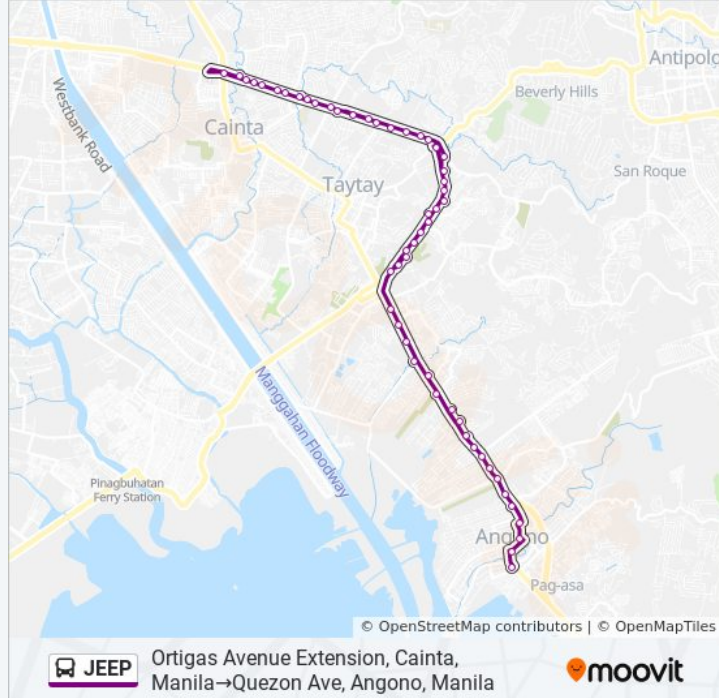 Antipolo
Beverly Hills
Westbank Road
Cainta
San Roque
Taytay
Manggahan Floodway
Pinagbuhatan
Ferry Station
Angono
Pag-asa
© OpenStreetMap contributors | © OpenMapTiles
JEEP
Ortigas Avenue Extension, Cainta,
Manila→Quezon Ave, Angono, Manila
moovit